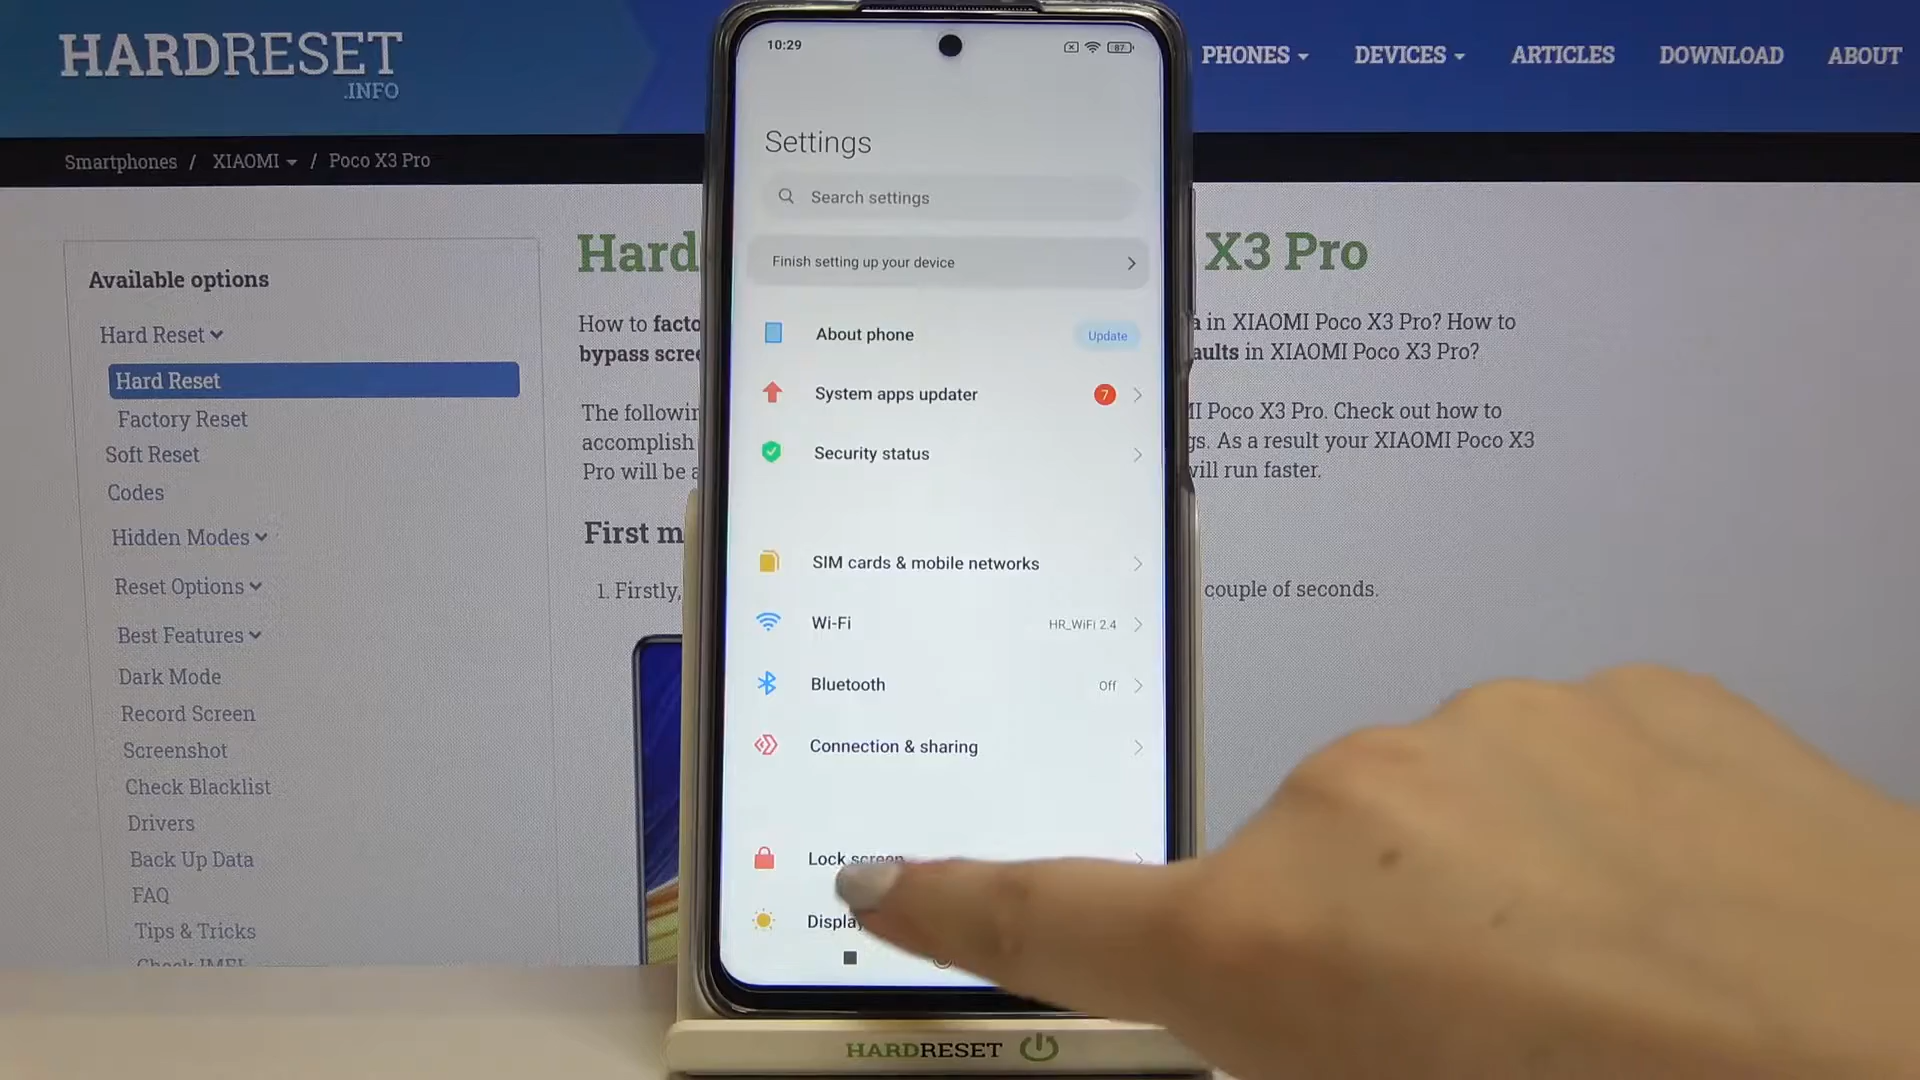 HARDRESET
.INFO
PHONES
DEVICES
ARTICLES
DOWNLOAD
ABOUT
Smartphones / XIAOMI / Poco X3 Pro
Available options
Hard Reset
Hard Reset
Factory Reset
Soft Reset
Codes
Hidden Modes
Reset Options
Best Features
Dark Mode
Record Screen
Screenshot
Check Blacklist
Drivers
Back Up Data
FAQ
Tips & Tricks
Check IMEI
Hard
X3 Pro
How to
in XIAOMI Poco X3 Pro? How to
bypass
in XIAOMI Poco X3 Pro?
The
Poco X3 Pro. Check out how to
accomplish
As a result your XIAOMI Poco X3
Pro will be
will run faster.
First
1. Firstly,
couple of seconds.
10:29
87
Settings
Search settings
Finish setting up your device
About phone
Update
System apps updater
7
Security status
SIM cards & mobile networks
Wi-Fi
HR_WiFi 2.4
Bluetooth
Off
Connection & sharing
Lock screen
Display
HARDRESET